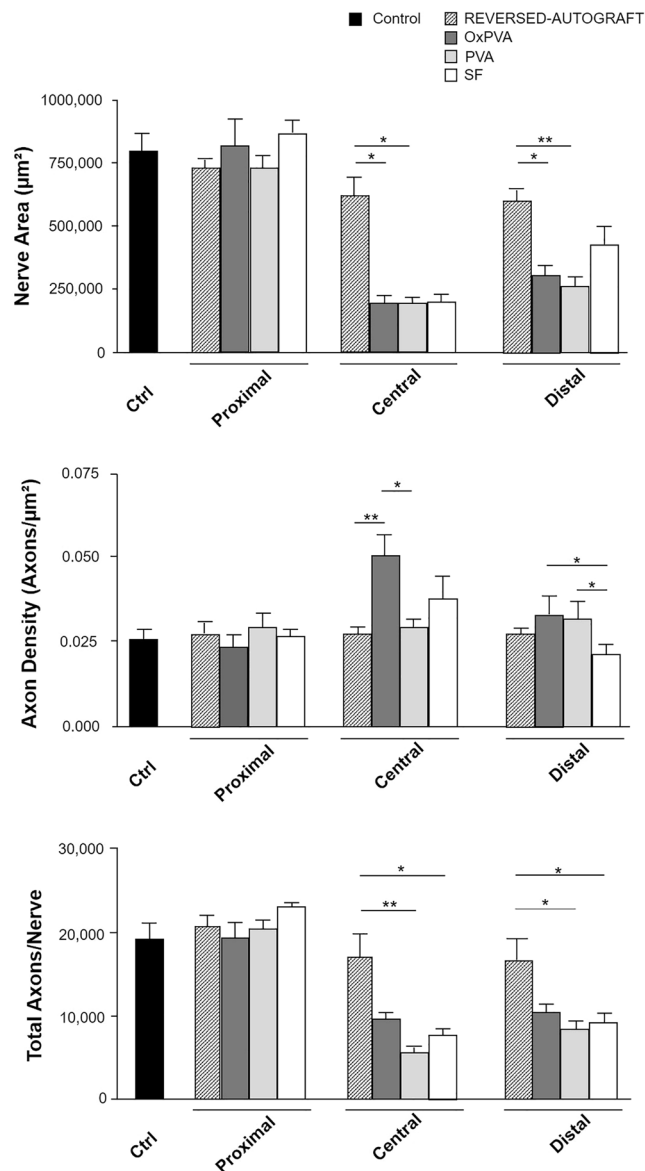 Control
REVERSED-AUTOGRAFT
OxPVA
PVA
SF
Nerve Area (µm²)
1000,000
750,000
500,000
250,000
0
*
*
**
*
Ctrl
Proximal
Central
Distal
Axon Density (Axons/µm²)
0.075
0.050
0.025
0.000
*
**
*
*
Ctrl
Proximal
Central
Distal
Total Axons/Nerve
30,000
20,000
10,000
0
*
**
*
*
Ctrl
Proximal
Central
Distal